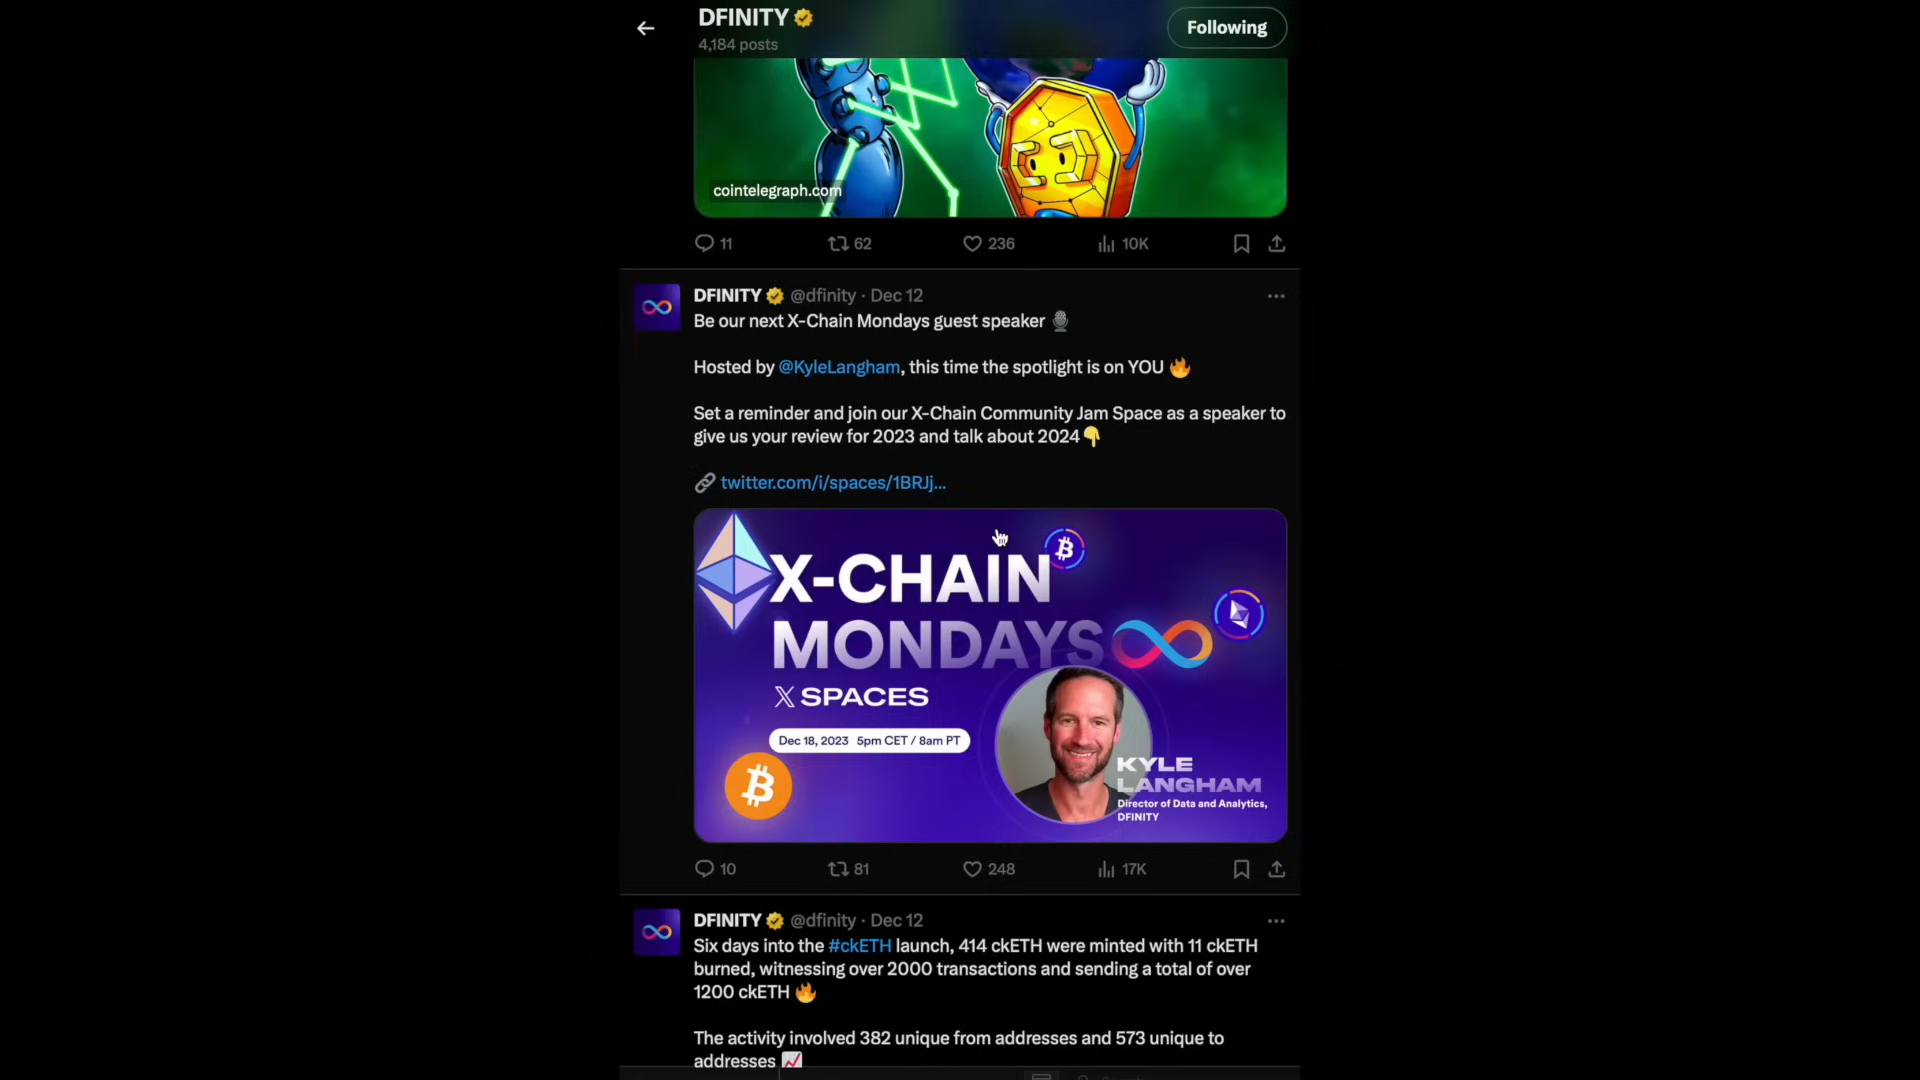 DFINITY
4,184 posts
Following
cointelegraph.com
11 62 236 10K
DFINITY @dfinity · Dec 12
Be our next X-Chain Mondays guest speaker 🎙️
Hosted by @KyleLangham, this time the spotlight is on YOU 🔥
Set a reminder and join our X-Chain Community Jam Space as a speaker to
give us your review for 2023 and talk about 2024👇
🔗 twitter.com/i/spaces/1BRJj...
X-CHAIN
MONDAYS
X SPACES
Dec 18, 2023 5pm CET / 8am PT
KYLE
LANGHAM
Director of Data and Analytics,
DFINITY
10 81 248 17K
DFINITY @dfinity · Dec 12
Six days into the #ckETH launch, 414 ckETH were minted with 11 ckETH
burned, witnessing over 2000 transactions and sending a total of over
1200 ckETH 🔥
The activity involved 382 unique from addresses and 573 unique to
addresses 📈